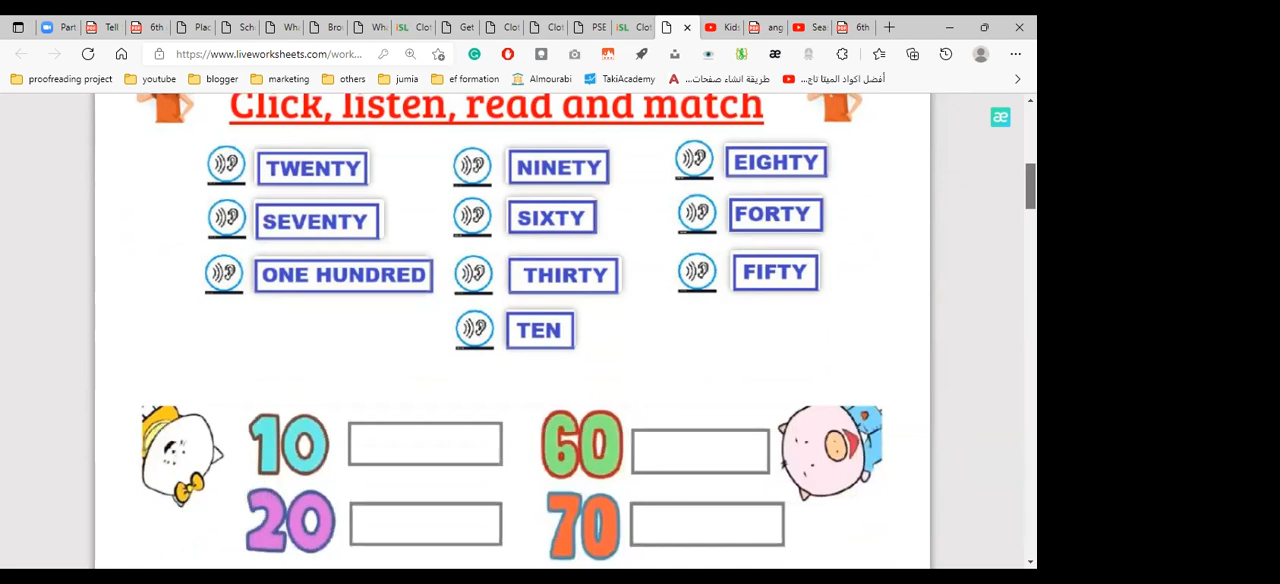 Part Tell 6th Plac Sch Wh Bro Wh iSL Clot Get Clot Clot PSE iSL Clot Kids ang Sea 6th
https://www.liveworksheets.com/work...
proofreading project youtube blogger marketing others jumia ef formation Almourabi TakiAcademy طريقة انشاء صفحات... أفضل اكواد الميتا تاج...
Click, listen, read and match
TWENTY NINETY EIGHTY
SEVENTY SIXTY FORTY
ONE HUNDRED THIRTY FIFTY
TEN
10 60
20 70